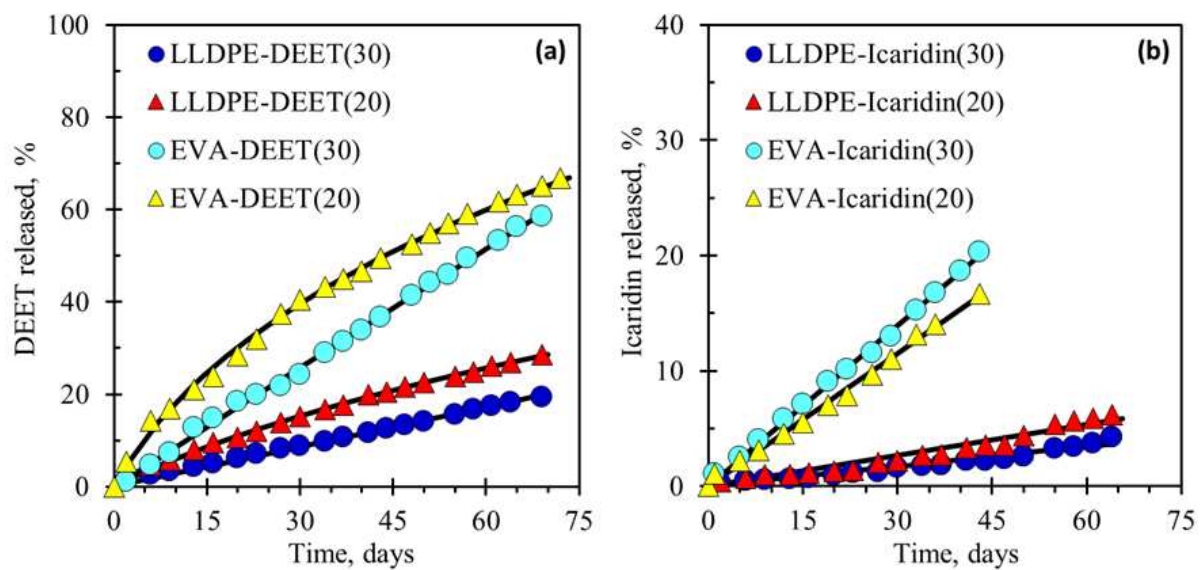 (a)
LLDPE-DEET(30)
LLDPE-DEET(20)
EVA-DEET(30)
EVA-DEET(20)
DEET released, %
100
80
60
40
20
0
0 15 30 45 60 75
Time, days
(b)
LLDPE-Icaridin(30)
LLDPE-Icaridin(20)
EVA-Icaridin(30)
EVA-Icaridin(20)
Icaridin released, %
40
30
20
10
0
0 15 30 45 60 75
Time, days